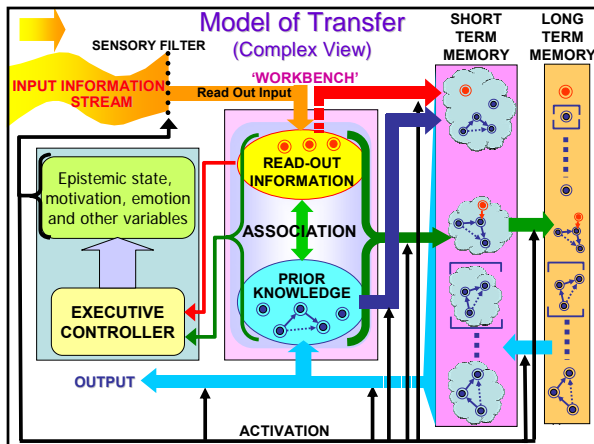 Model of Transfer
(Complex View)
SHORT
TERM
MEMORY
LONG
TERM
MEMORY
SENSORY FILTER
INPUT INFORMATION
STREAM
'WORKBENCH'
Read Out Input
READ-OUT
INFORMATION
Epistemic state,
motivation, emotion
and other variables
ASSOCIATION
PRIOR
KNOWLEDGE
EXECUTIVE
CONTROLLER
OUTPUT
ACTIVATION